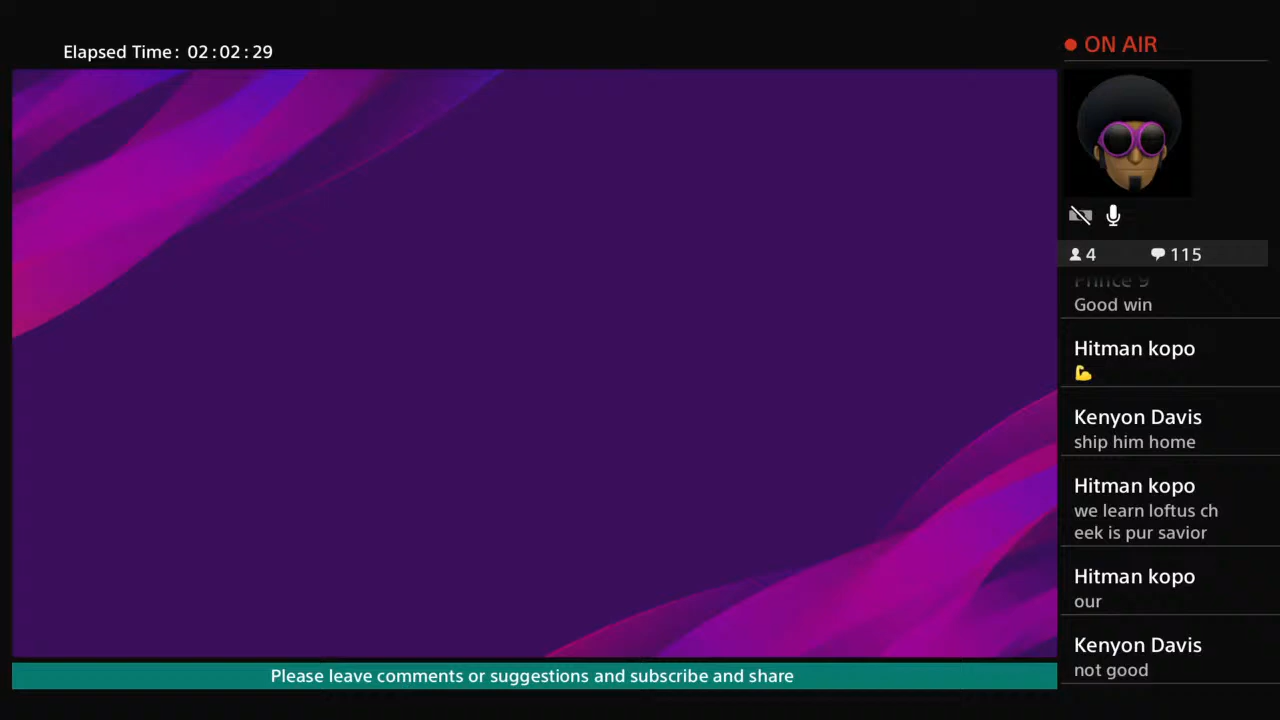 Elapsed Time: 02:02:29
ON AIR
4 115
Prince 9
Good win
Hitman kopo
💪
Kenyon Davis
ship him home
Hitman kopo
we learn loftus ch
eek is pur savior
Hitman kopo
our
Kenyon Davis
not good
Please leave comments or suggestions and subscribe and share